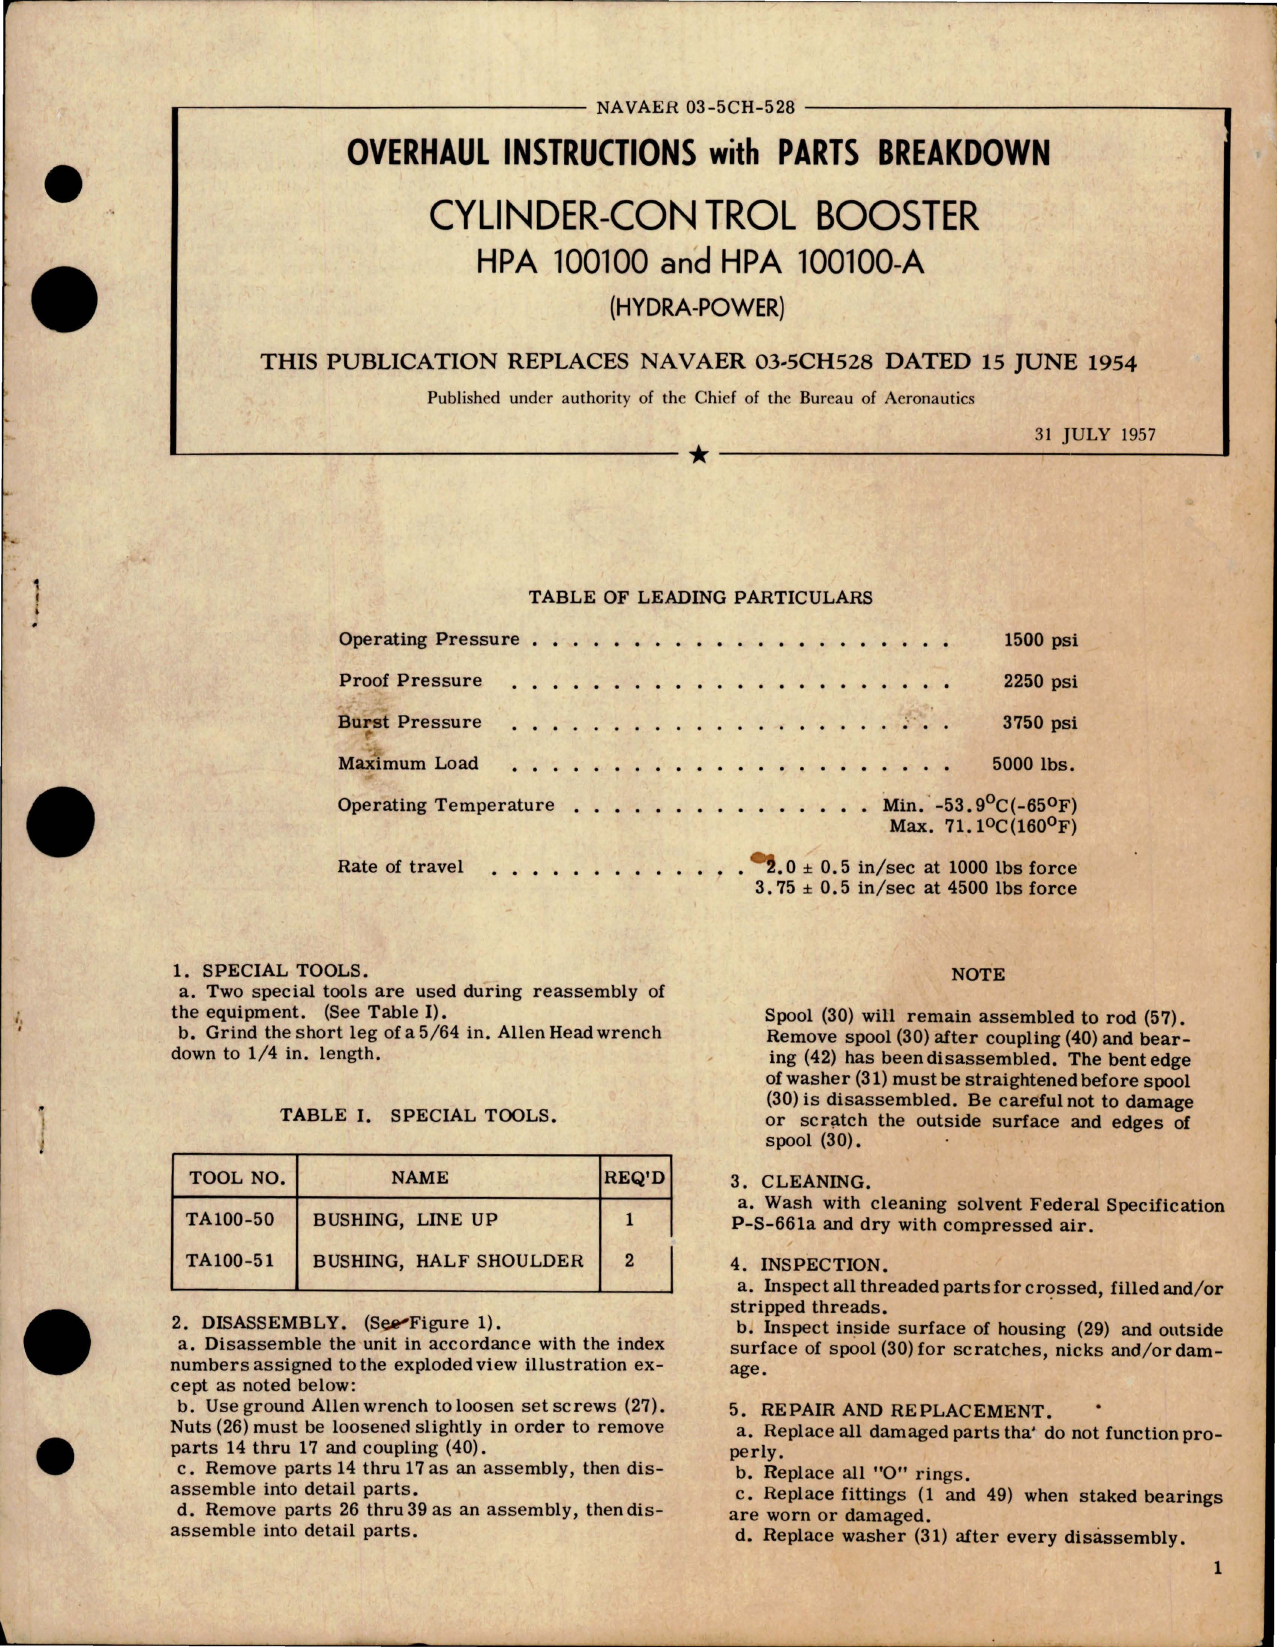 NAVAER 03-5CH-528
OVERHAUL INSTRUCTIONS with PARTS BREAKDOWN
CYLINDER-CONTROL BOOSTER
HPA 100100 and HPA 100100-A
(HYDRA-POWER)
THIS PUBLICATION REPLACES NAVAER 03-5CH528 DATED 15 JUNE 1954
Published under authority of the Chief of the Bureau of Aeronautics
31 JULY 1957
TABLE OF LEADING PARTICULARS
Operating Pressure . . . . . . . . . . . . . . . . . . . . . 1500 psi
Proof Pressure . . . . . . . . . . . . . . . . . . . . . . 2250 psi
Burst Pressure . . . . . . . . . . . . . . . . . . . . . . 3750 psi
Maximum Load . . . . . . . . . . . . . . . . . . . . . . 5000 lbs.
Operating Temperature . . . . . . . . . . . . . . . Min. -53.9°C(-65°F)
Max. 71.1°C(160°F)
Rate of travel . . . . . . . . . . . . . 2.0 ± 0.5 in/sec at 1000 lbs force
3.75 ± 0.5 in/sec at 4500 lbs force
1. SPECIAL TOOLS.
a. Two special tools are used during reassembly of
the equipment. (See Table I).
b. Grind the short leg of a 5/64 in. Allen Head wrench
down to 1/4 in. length.
TABLE I. SPECIAL TOOLS.
TOOL NO. NAME REQ'D
TA100-50 BUSHING, LINE UP 1
TA100-51 BUSHING, HALF SHOULDER 2
2. DISASSEMBLY. (See Figure 1).
a. Disassemble the unit in accordance with the index
numbers assigned to the exploded view illustration ex-
cept as noted below:
b. Use ground Allen wrench to loosen set screws (27).
Nuts (26) must be loosened slightly in order to remove
parts 14 thru 17 and coupling (40).
c. Remove parts 14 thru 17 as an assembly, then dis-
assemble into detail parts.
d. Remove parts 26 thru 39 as an assembly, then dis-
assemble into detail parts.
NOTE
Spool (30) will remain assembled to rod (57).
Remove spool (30) after coupling (40) and bear-
ing (42) has been disassembled. The bent edge
of washer (31) must be straightened before spool
(30) is disassembled. Be careful not to damage
or scratch the outside surface and edges of
spool (30).
3. CLEANING.
a. Wash with cleaning solvent Federal Specification
P-S-661a and dry with compressed air.
4. INSPECTION.
a. Inspect all threaded parts for crossed, filled and/or
stripped threads.
b. Inspect inside surface of housing (29) and outside
surface of spool (30) for scratches, nicks and/or dam-
age.
5. REPAIR AND REPLACEMENT.
a. Replace all damaged parts tha' do not function pro-
perly.
b. Replace all "O" rings.
c. Replace fittings (1 and 49) when staked bearings
are worn or damaged.
d. Replace washer (31) after every disassembly.
1